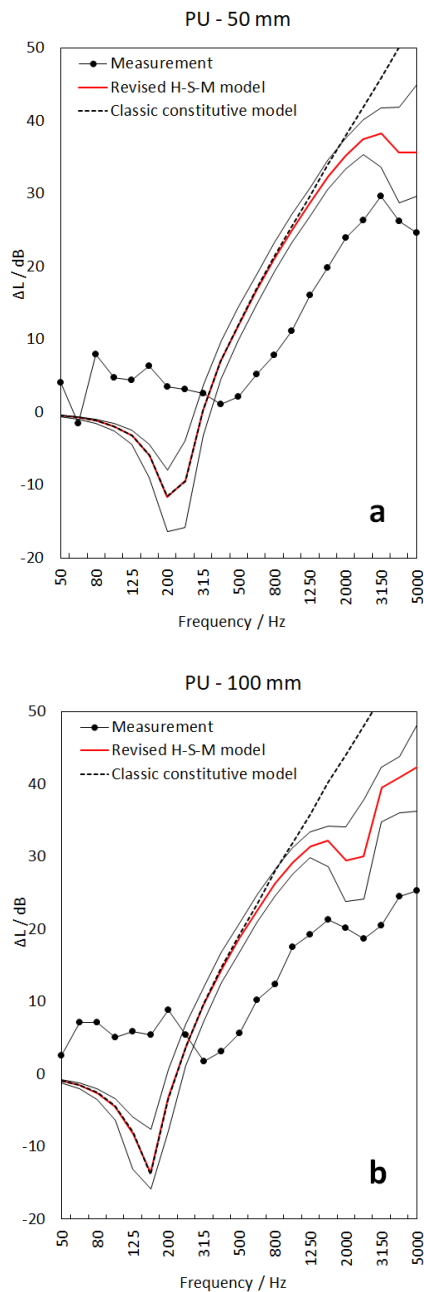 PU - 50 mm
50
Measurement
Revised H-S-M model
40
Classic constitutive model
30
20
ΔL / dB
10
0
-10
a
-20
50
80
125
200
315
500
800
1250
2000
3150
5000
Frequency / Hz
PU - 100 mm
50
Measurement
Revised H-S-M model
40
Classic constitutive model
30
20
ΔL / dB
10
0
-10
b
-20
50
80
125
200
315
500
800
1250
2000
3150
5000
Frequency / Hz